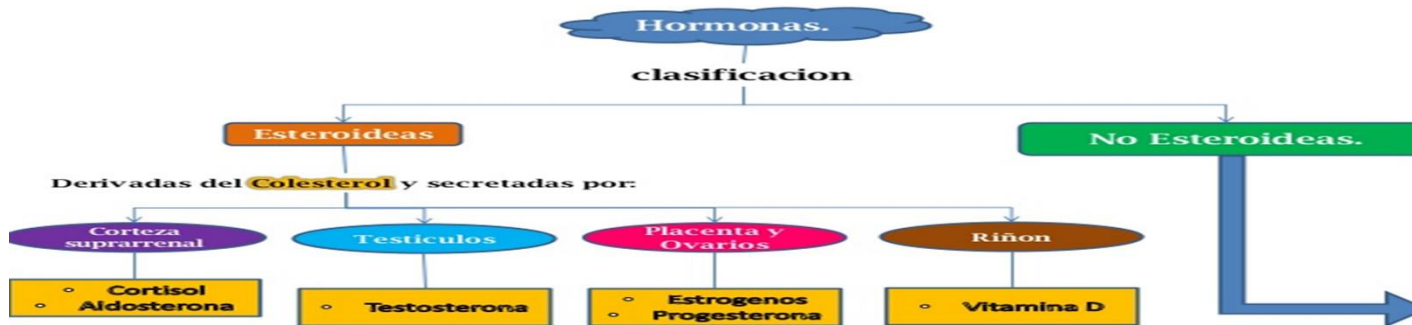 Hormonas.
clasificacion
Esteroideas
No Esteroideas.
Derivadas del Colesterol y secretadas por:
Corteza
suprarrenal
Testiculos
Placenta y
Ovarios
Riñon
◦ Cortisol
◦ Aldosterona
◦ Testosterona
◦ Estrogenos
◦ Progesterona
◦ Vitamina D